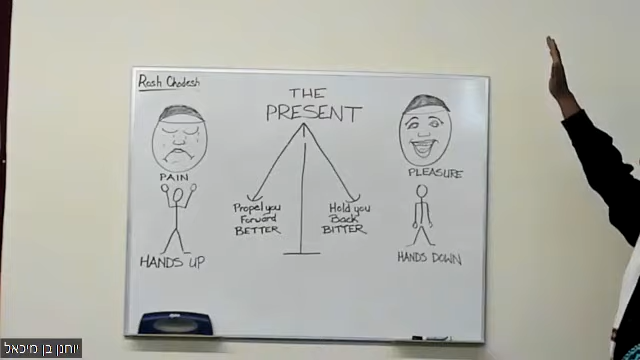 Rosh Chodesh
THE
PRESENT
PAIN
PLEASURE
Propel you
Forward
BETTER
Hold you
Back
BITTER
HANDS UP
HANDS DOWN
יוחנן בן מיכאל